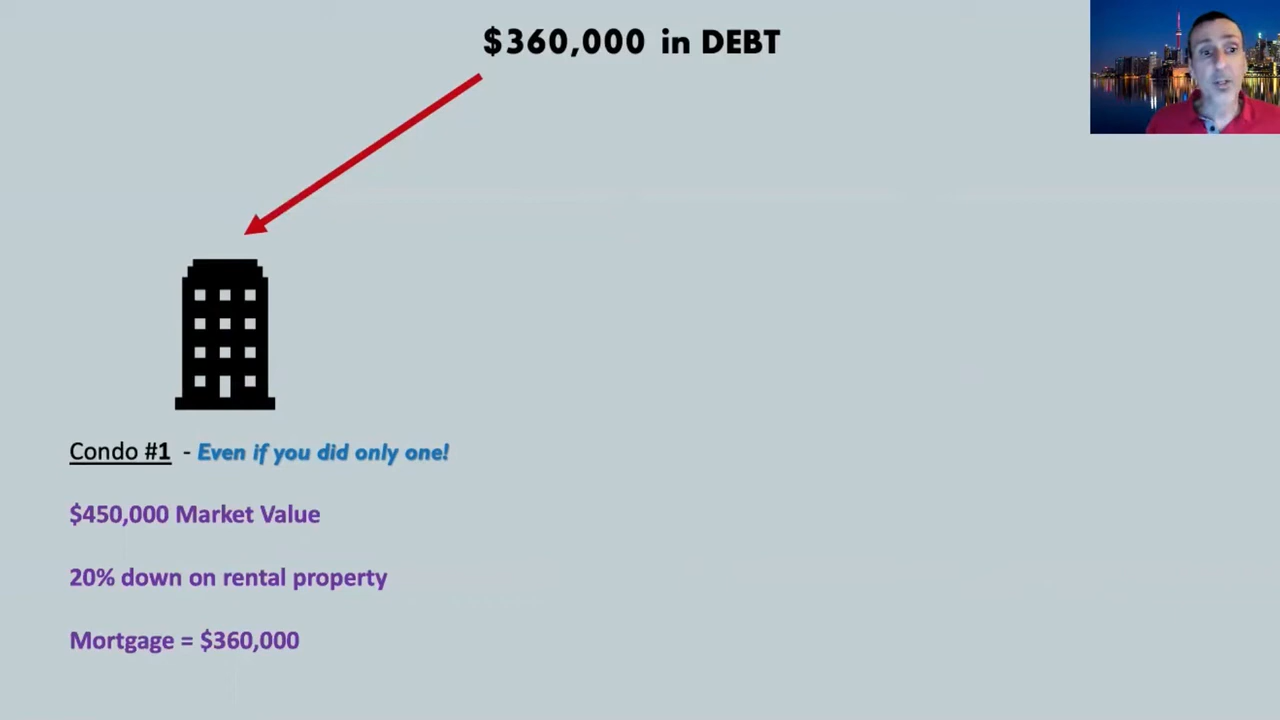 $360,000 in DEBT
Condo #1 - Even if you did only one!
$450,000 Market Value
20% down on rental property
Mortgage = $360,000